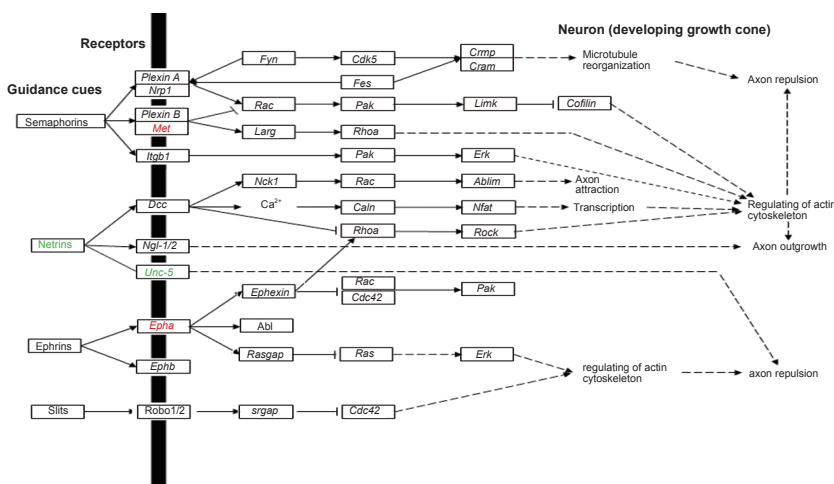 Neuron (developing growth cone)
Receptors
Guidance cues
Fyn
Cdk5
Crmp
Cram
Microtubule
reorganization
Axon repulsion
Plexin A
Nrp1
Fes
Rac
Pak
Limk
Cofilin
Semaphorins
Plexin B
Met
Larg
Rhoa
Itgb1
Pak
Erk
Nck1
Rac
Ablim
Axon
attraction
Dcc
Ca2+
Caln
Nfat
Transcription
Regulating of actin
cytoskeleton
Rhoa
Rock
Netrins
Ngl-1/2
Axon outgrowth
Unc-5
Ephexin
Rac
Cdc42
Pak
Epha
Abl
Ephrins
Rasgap
Ras
Erk
Ephb
regulating of actin
cytoskeleton
axon repulsion
Slits
Robo1/2
srgap
Cdc42